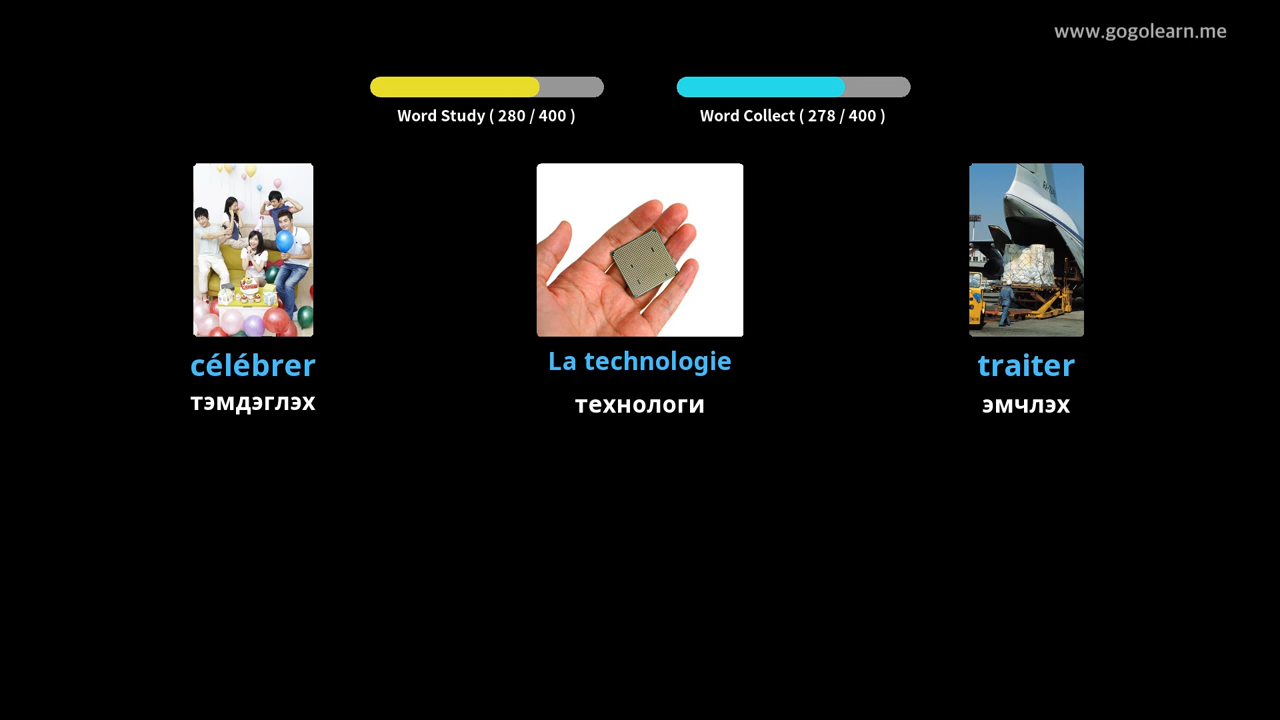 www.gogolearn.me
Word Study ( 280 / 400 )
Word Collect ( 278 / 400 )
célébrer
тэмдэглэх
La technologie
технологи
traiter
эмчлэх